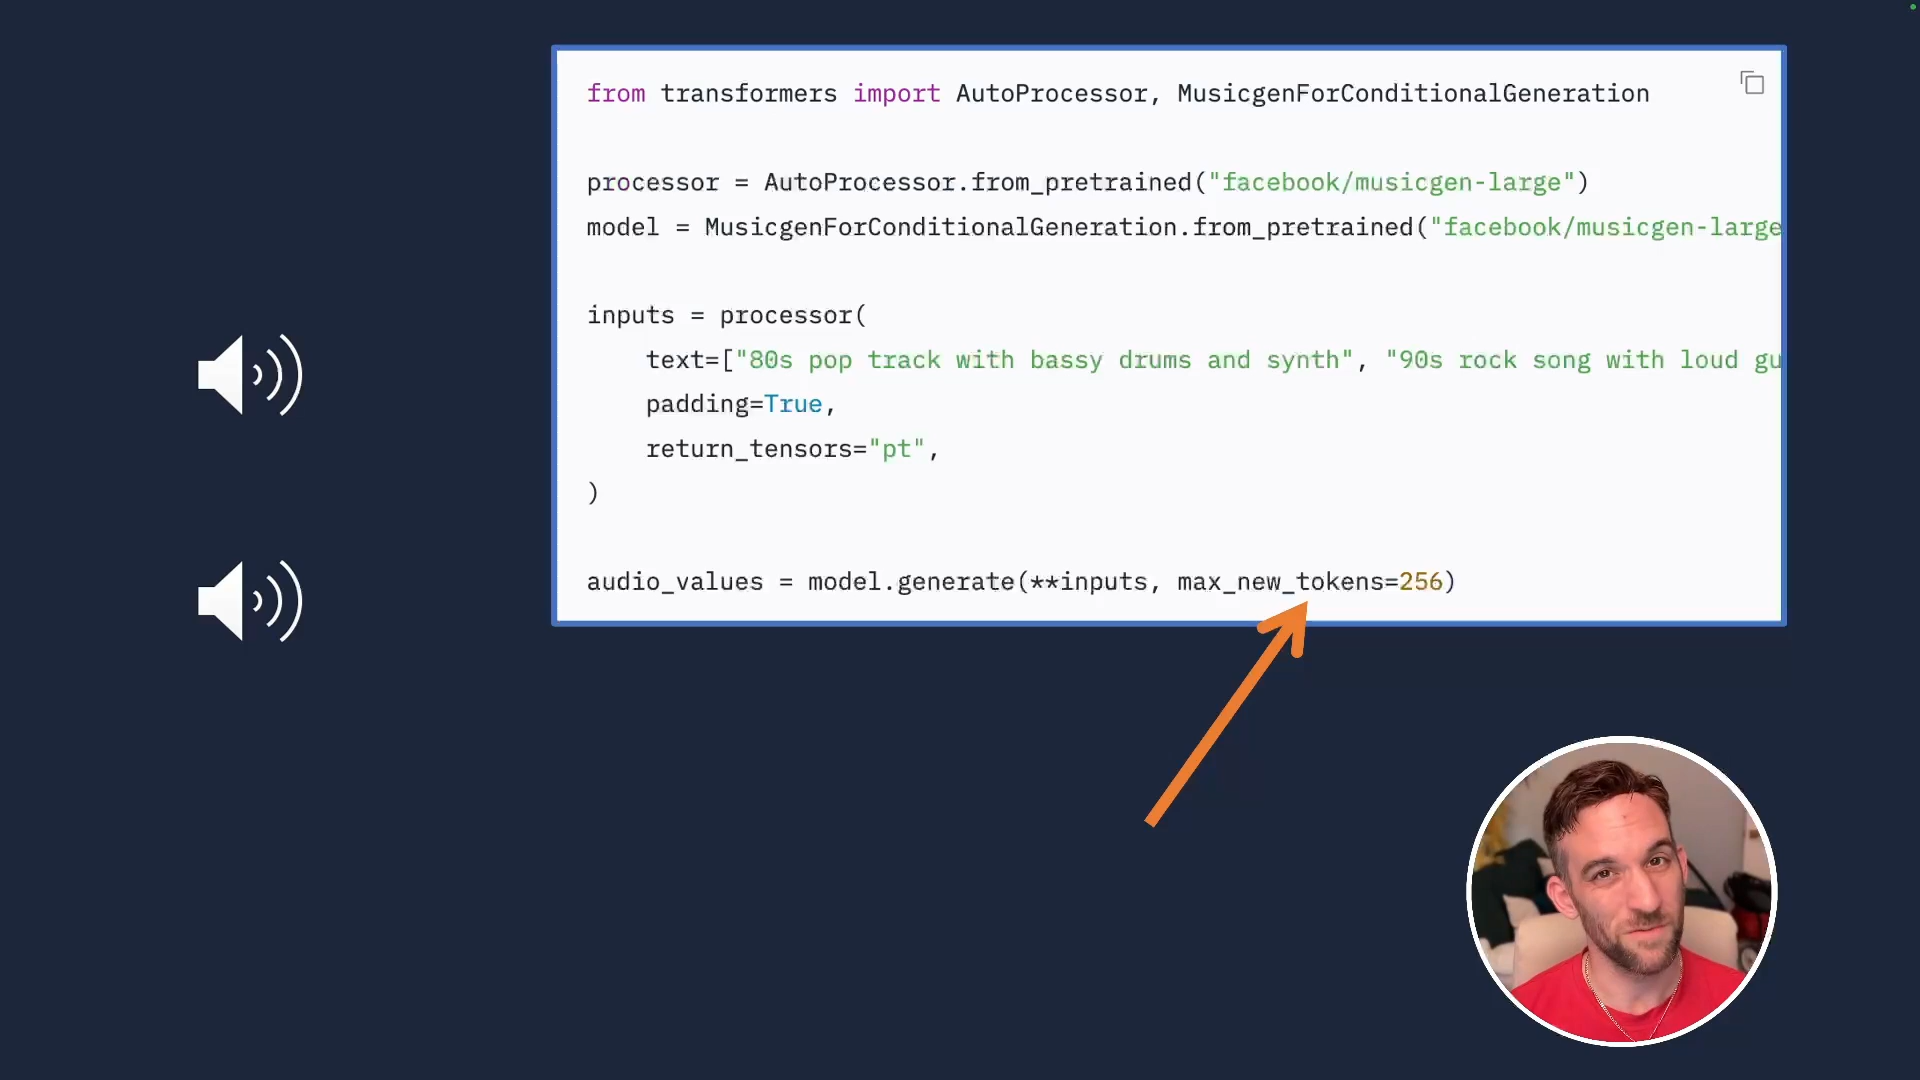 from transformers import AutoProcessor, MusicgenForConditionalGeneration
processor = AutoProcessor.from_pretrained("facebook/musicgen-large")
model = MusicgenForConditionalGeneration.from_pretrained("facebook/musicgen-large
inputs = processor(
text=["80s pop track with bassy drums and synth", "90s rock song with loud gu
padding=True,
return_tensors="pt",
)
audio_values = model.generate(**inputs, max_new_tokens=256)